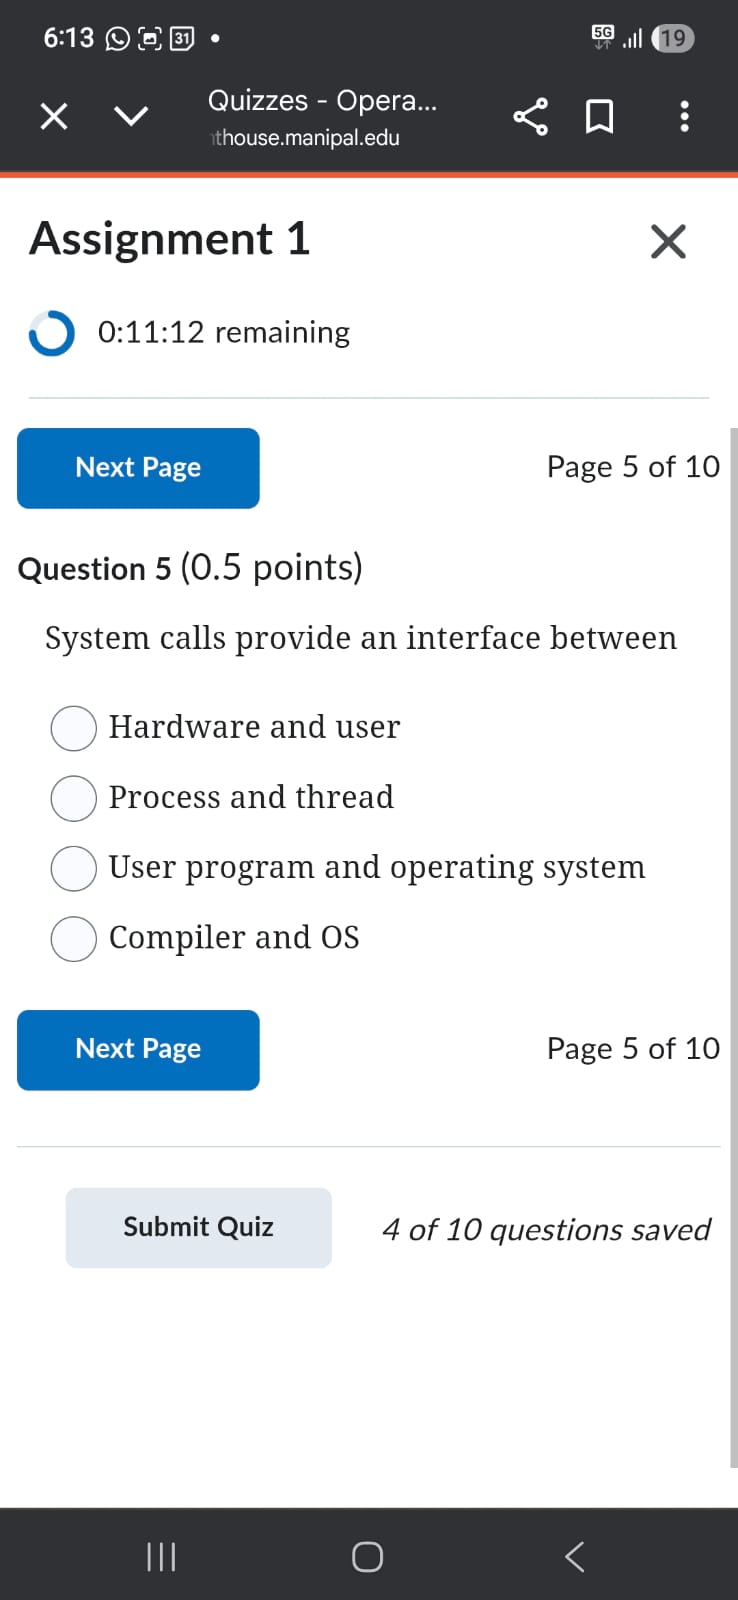 6:13 31
5G 19
Quizzes - Opera...
thouse.manipal.edu
Assignment 1
0:11:12 remaining
Next Page Page 5 of 10
Question 5 (0.5 points)
System calls provide an interface between
Hardware and user
Process and thread
User program and operating system
Compiler and OS
Next Page Page 5 of 10
Submit Quiz 4 of 10 questions saved